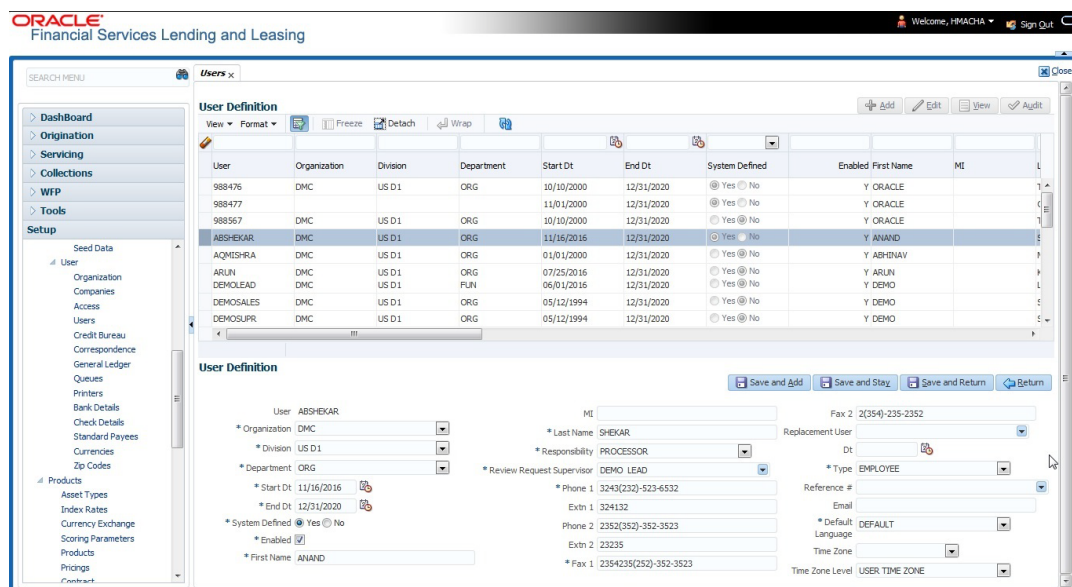 ORACLE®
Financial Services Lending and Leasing
Welcome, HMACHA
Sign Out
SEARCH MENU
Users
Close
DashBoard
Origination
Servicing
Collections
WFP
Tools
Setup
Seed Data
User
Organization
Companies
Access
Users
Credit Bureau
Correspondence
General Ledger
Queues
Printers
Bank Details
Check Details
Standard Payees
Currencies
Zip Codes
Products
Asset Types
Index Rates
Currency Exchange
Scoring Parameters
Products
Pricings
Contract
User Definition
Add Edit View Audit
View Format Freeze Detach Wrap
User Organization Division Department Start Dt End Dt System Defined Enabled First Name MI L
988476 DMC US D1 ORG 10/10/2000 12/31/2020 Yes No Y ORACLE
988477 11/01/2000 12/31/2020 Yes No Y ORACLE
988567 DMC US D1 ORG 10/10/2000 12/31/2020 Yes No Y ORACLE
ABSHEKAR DMC US D1 ORG 11/16/2016 12/31/2020 Yes No Y ANAND
AQMISHRA DMC US D1 ORG 01/01/2000 12/31/2020 Yes No Y ABHINAV
ARUN DMC US D1 ORG 07/25/2016 12/31/2020 Yes No Y ARUN
DEMOLEAD DMC US D1 FUN 06/01/2016 12/31/2020 Yes No Y DEMO
DEMOSALES DMC US D1 ORG 05/12/1994 12/31/2020 Yes No Y DEMO
DEMOSUPR DMC US D1 ORG 05/12/1994 12/31/2020 Yes No Y DEMO
User Definition
Save and Add Save and Stay Save and Return Return
User ABSHEKAR
* Organization DMC
* Division US D1
* Department ORG
* Start Dt 11/16/2016
* End Dt 12/31/2020
* System Defined Yes No
* Enabled
* First Name ANAND
MI
* Last Name SHEKAR
* Responsibility PROCESSOR
* Review Request Supervisor DEMO LEAD
* Phone 1 3243(232)-523-6532
Extn 1 324132
Phone 2 2352(352)-352-3523
Extn 2 23235
* Fax 1 2354235(252)-352-3523
Fax 2 2(354)-235-2352
Replacement User
Dt
* Type EMPLOYEE
Reference #
Email
* Default Language DEFAULT
Time Zone
Time Zone Level USER TIME ZONE